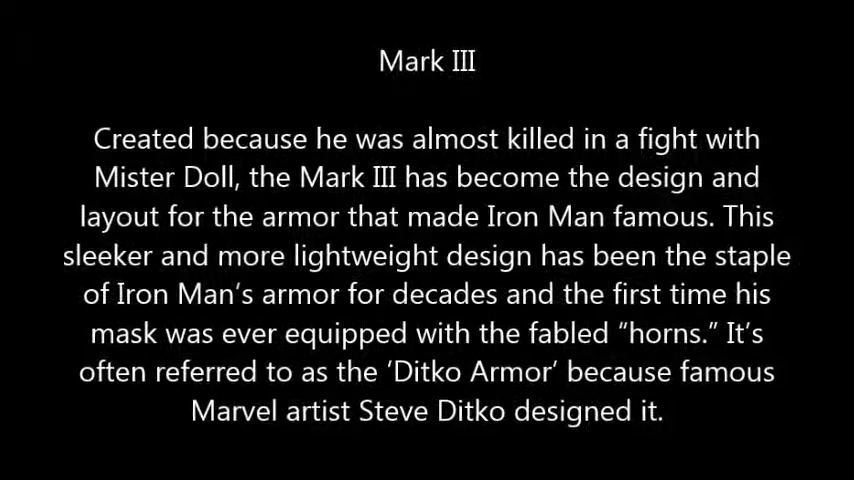 Mark III
Created because he was almost killed in a fight with
Mister Doll, the Mark III has become the design and
layout for the armor that made Iron Man famous. This
sleeker and more lightweight design has been the staple
of Iron Man’s armor for decades and the first time his
mask was ever equipped with the fabled “horns.” It’s
often referred to as the ‘Ditko Armor’ because famous
Marvel artist Steve Ditko designed it.